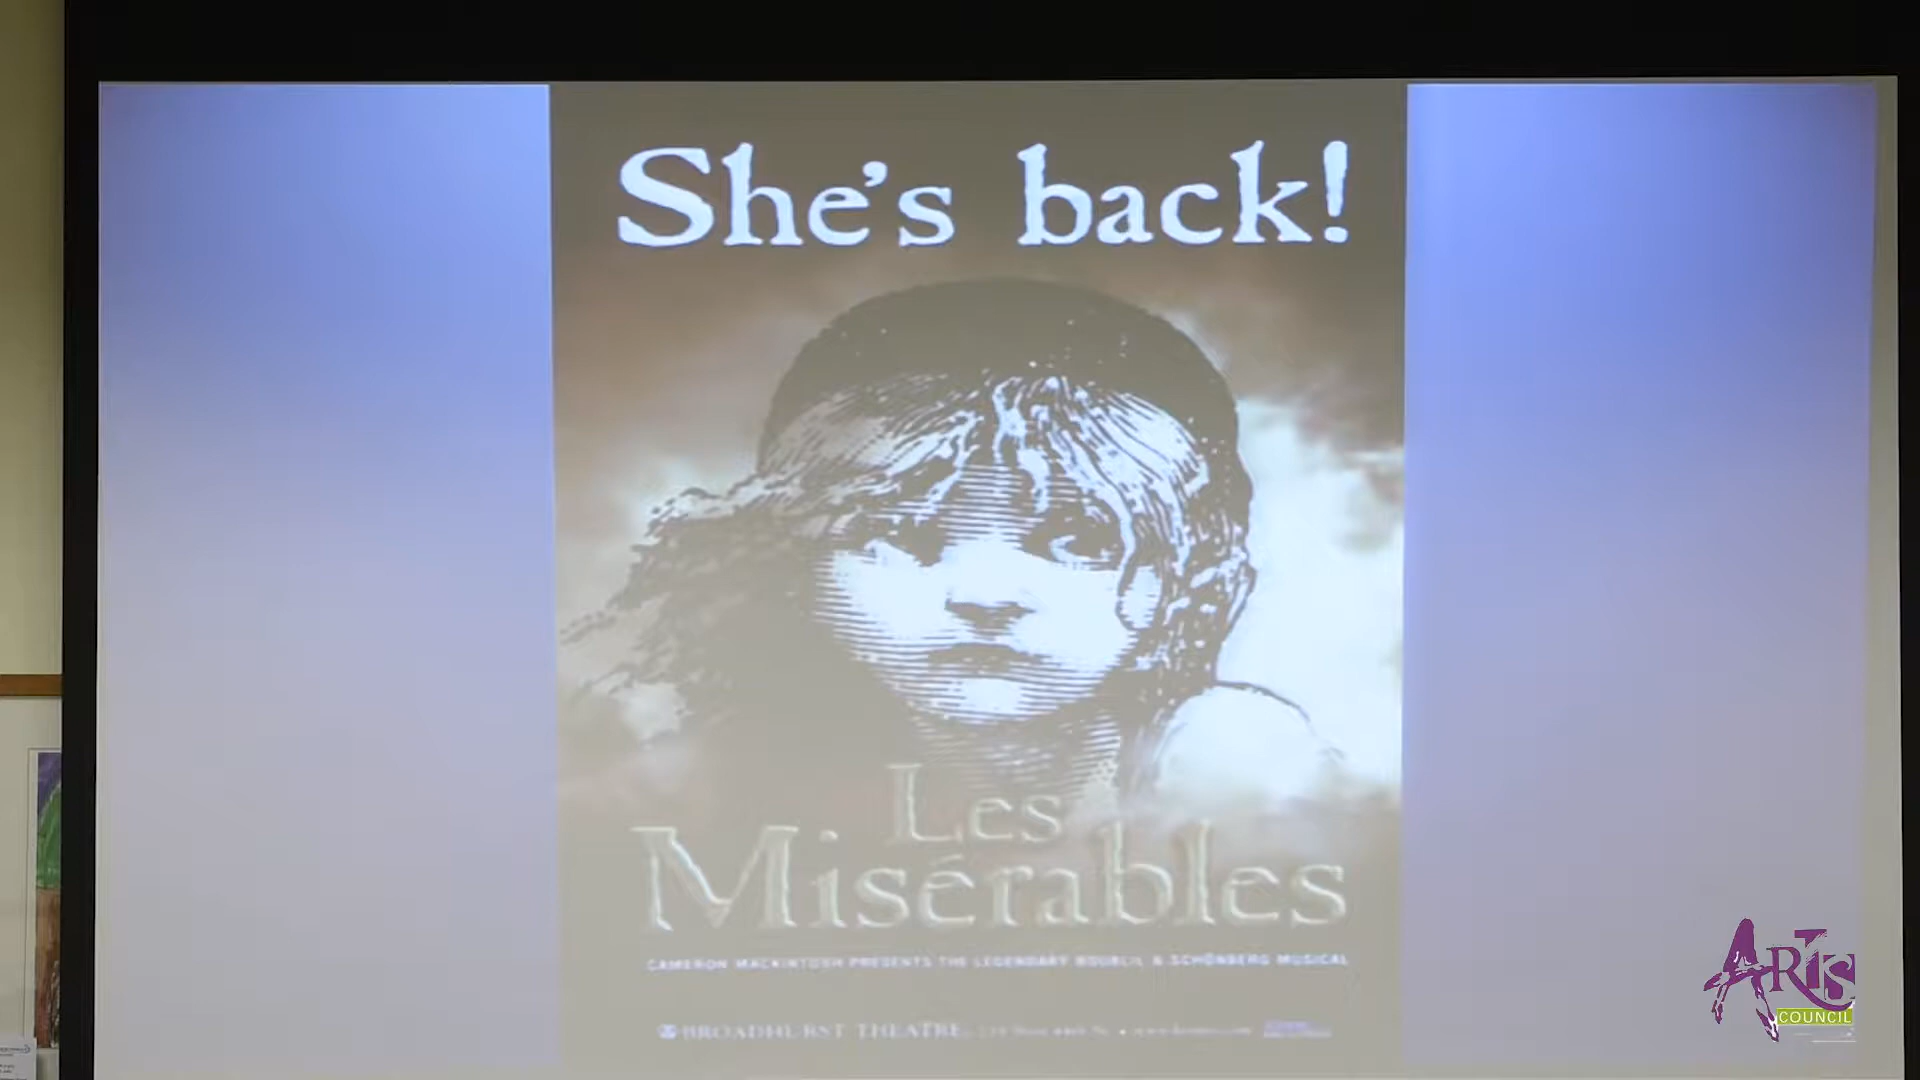 She's back!
Les
Misérables
CAMERON MACKINTOSH PRESENTS THE LEGENDARY BOUBLIL & SCHÖNBERG MUSICAL
BROADHURST THEATRE
ARTS
COUNCIL